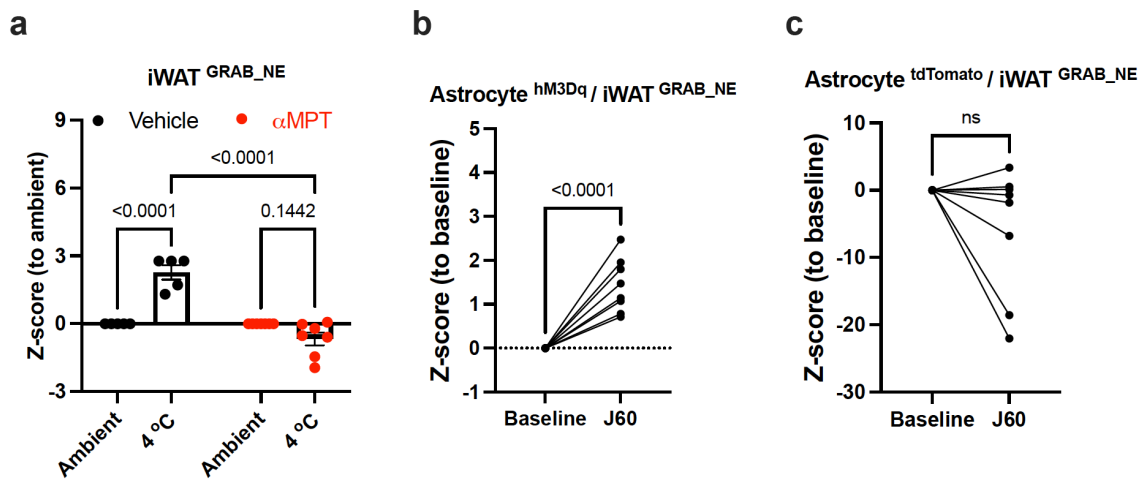 a
iWAT GRAB_NE
Vehicle
αMPT
Z-score (to ambient)
9
6
3
0
-3
<0.0001
<0.0001
0.1442
Ambient
4 °C
Ambient
4 °C
b
Astrocyte hM3Dq / iWAT GRAB_NE
Z-score (to baseline)
5
4
3
2
1
0
-1
<0.0001
Baseline
J60
c
Astrocyte tdTomato / iWAT GRAB_NE
Z-score (to baseline)
10
0
-10
-20
-30
ns
Baseline
J60